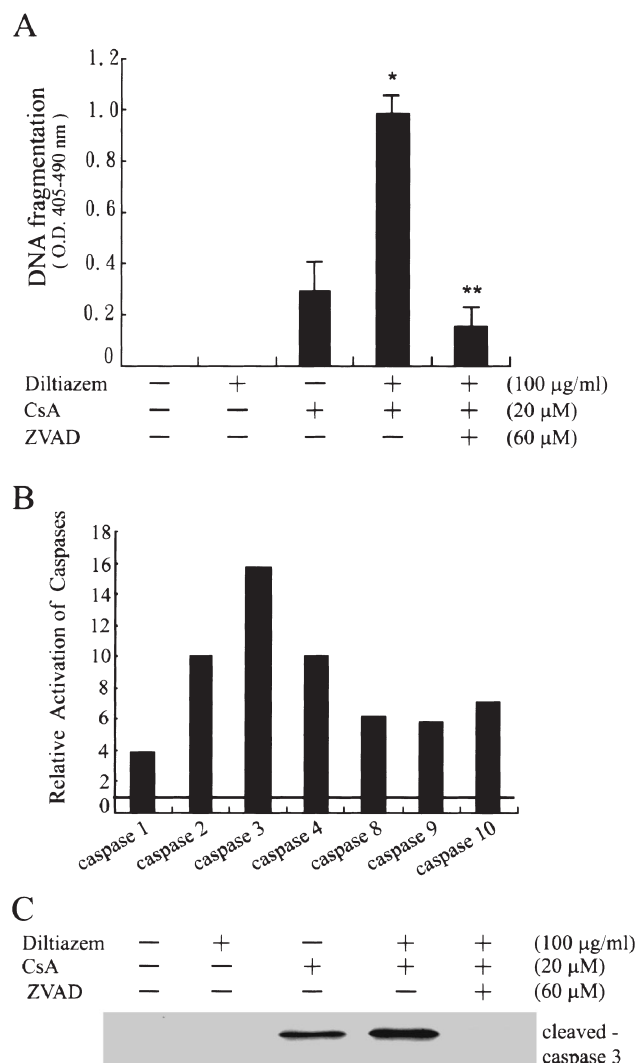 A
DNA fragmentation
( O.D. 405-490 nm )
1.2
1.0
0.8
0.6
0.4
0.2
0
*
**
Diltiazem — + — + + (100 µg/ml)
CsA — — + + + (20 µM)
ZVAD — — — — + (60 µM)
B
Relative Activation of Caspases
18
16
14
12
10
8
6
4
2
0
caspase 1 caspase 2 caspase 3 caspase 4 caspase 8 caspase 9 caspase 10
C
Diltiazem — + — + + (100 µg/ml)
CsA — — + + + (20 µM)
ZVAD — — — — + (60 µM)
cleaved -
caspase 3